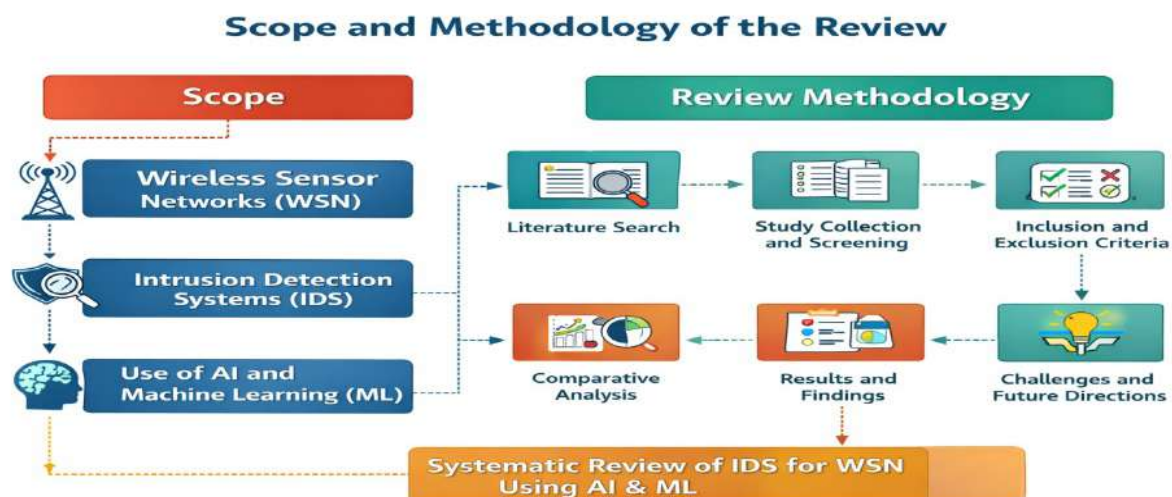 Scope and Methodology of the Review
Scope
Wireless Sensor
Networks (WSN)
Intrusion Detection
Systems (IDS)
Use of AI and
Machine Learning (ML)
Review Methodology
Literature Search
Study Collection
and Screening
Inclusion and
Exclusion Criteria
Comparative
Analysis
Results and
Findings
Challenges and
Future Directions
Systematic Review of IDS for WSN
Using AI & ML